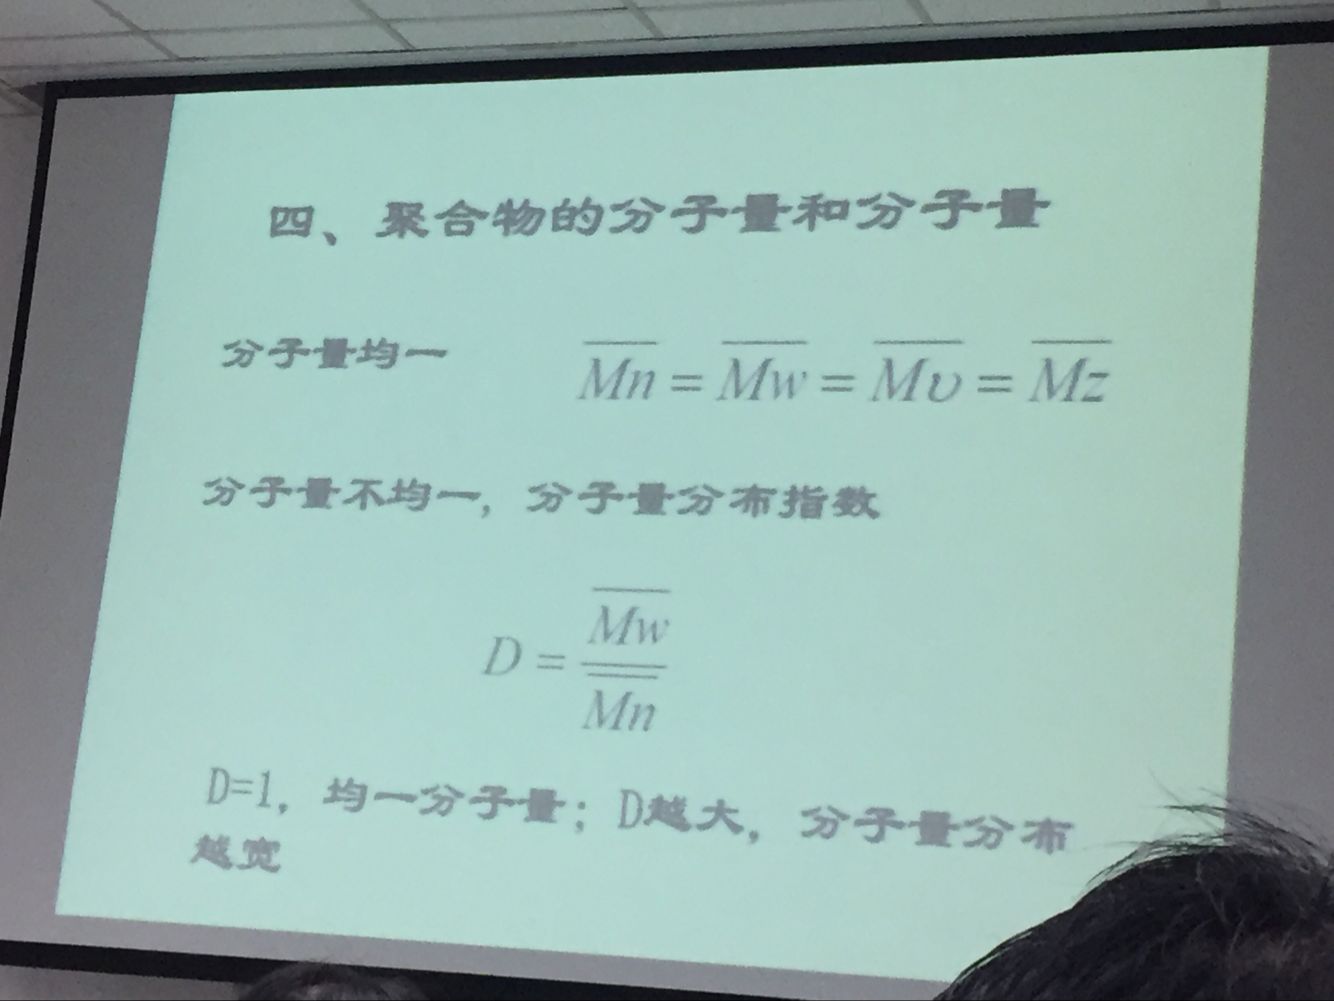 四、聚合物的分子量和分子量
分子量均一 $\overline{Mn} = \overline{Mw} = \overline{M\upsilon} = \overline{Mz}$
分子量不均一，分子量分布指数
$D = \frac{\overline{Mw}}{\overline{Mn}}$
D=1，均一分子量；D越大，分子量分布
越宽